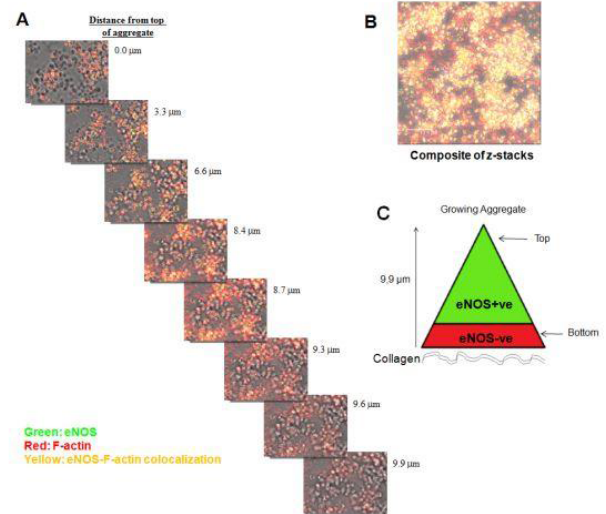 A
Distance from top
of aggregate
0.0 μm
3.3 μm
6.6 μm
8.4 μm
8.7 μm
9.3 μm
9.6 μm
9.9 μm
Green: eNOS
Red: F-actin
Yellow: eNOS-F-actin colocalization
B
Composite of z-stacks
C
Growing Aggregate
Top
9.9 μm
eNOS+ve
eNOS-ve
Bottom
Collagen